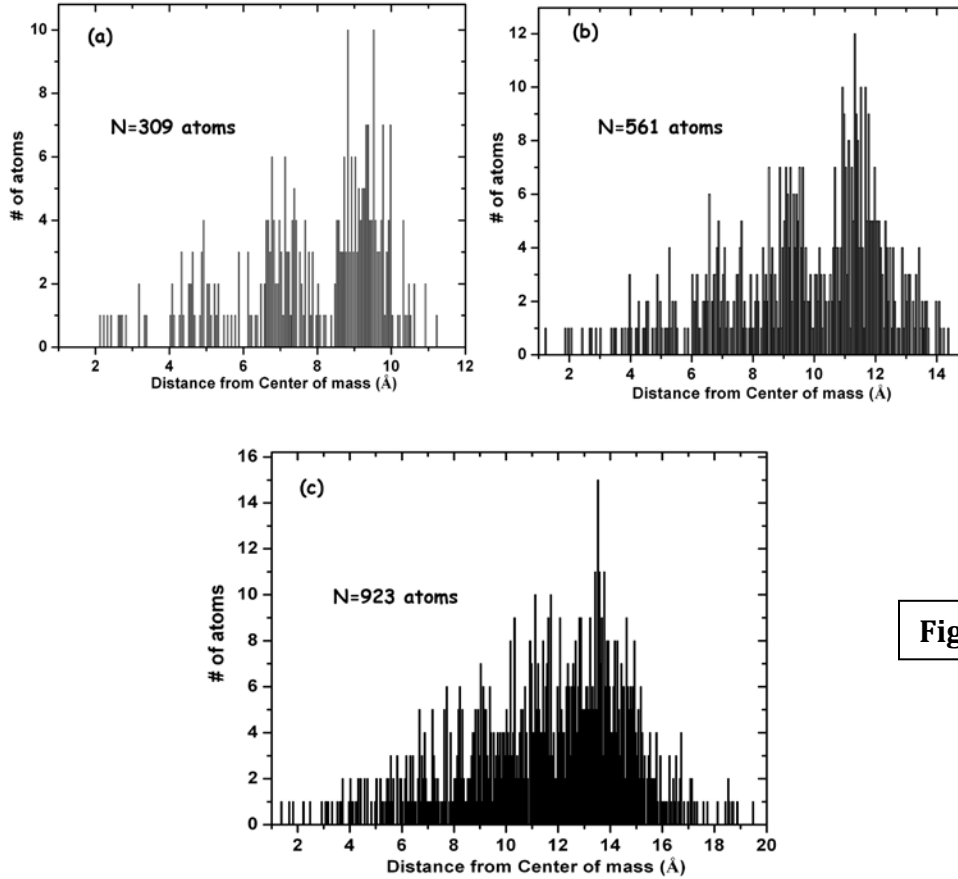 (a)
N=309 atoms
# of atoms
10
8
6
4
2
0
2 4 6 8 10 12
Distance from Center of mass (Å)
(b)
N=561 atoms
# of atoms
12
10
8
6
4
2
0
2 4 6 8 10 12 14
Distance from Center of mass (Å)
(c)
N=923 atoms
# of atoms
16
14
12
10
8
6
4
2
0
2 4 6 8 10 12 14 16 18 20
Distance from Center of mass (Å)
Fig